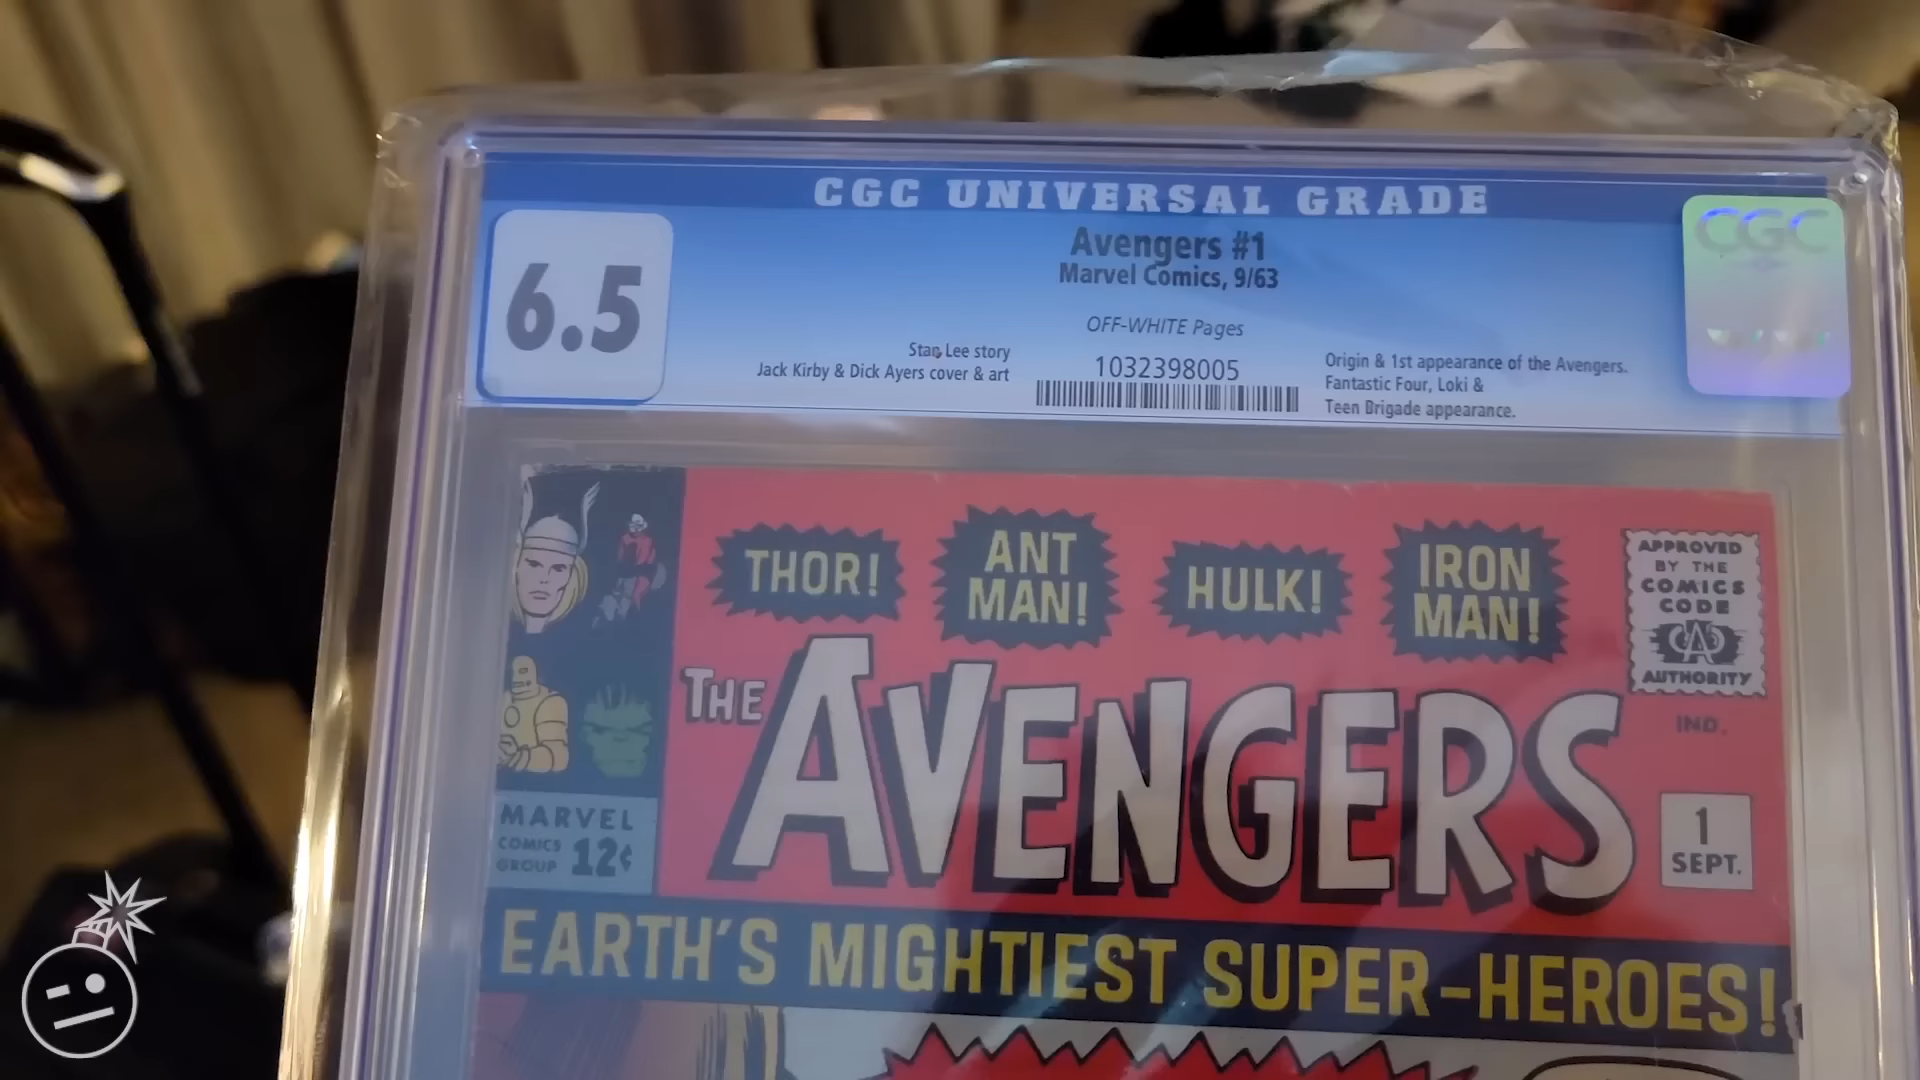 CGC UNIVERSAL GRADE
6.5
Avengers #1
Marvel Comics, 9/63
OFF-WHITE Pages
Stan Lee story
Jack Kirby & Dick Ayers cover & art
1032398005
Origin & 1st appearance of the Avengers.
Fantastic Four, Loki &
Teen Brigade appearance.
CGC
THOR!
ANT
MAN!
HULK!
IRON
MAN!
APPROVED
BY THE
COMICS
CODE
CA
AUTHORITY
IND.
THE AVENGERS
MARVEL
COMICS
GROUP
12¢
1
SEPT.
EARTH'S MIGHTIEST SUPER-HEROES!